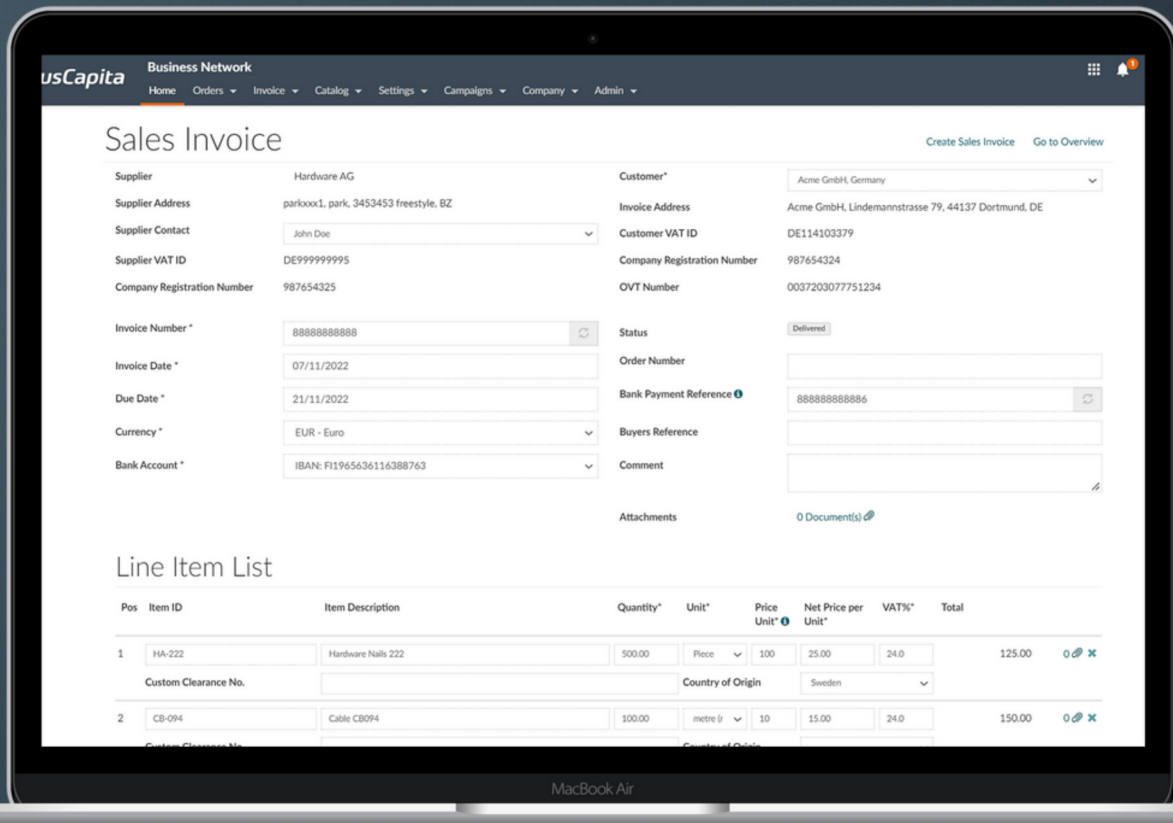 usCapita Business Network
Home Orders Invoice Catalog Settings Campaigns Company Admin
1
Sales Invoice
Create Sales Invoice Go to Overview
Supplier Hardware AG
Customer* Acme GmbH, Germany
Supplier Address parkxxx1, park, 3453453 freestyle, BZ
Invoice Address Acme GmbH, Lindemannstrasse 79, 44137 Dortmund, DE
Supplier Contact John Doe
Customer VAT ID DE114103379
Supplier VAT ID DE999999995
Company Registration Number 987654324
Company Registration Number 987654325
OVT Number 0037203077751234
Invoice Number * 88888888888
Status Delivered
Invoice Date * 07/11/2022
Order Number
Due Date * 21/11/2022
Bank Payment Reference 888888888886
Currency * EUR - Euro
Buyers Reference
Bank Account * IBAN: FI1965636116388763
Comment
Attachments 0 Document(s)
Line Item List
Pos Item ID Item Description Quantity* Unit* Price Unit* Net Price per Unit* VAT%* Total
1 HA-222 Hardware Nails 222 500.00 Piece 100 25.00 24.0 125.00 0
Custom Clearance No. Country of Origin Sweden
2 CB-094 Cable CB094 100.00 metre (r 10 15.00 24.0 150.00 0
Custom Clearance No. Country of Origin
MacBook Air